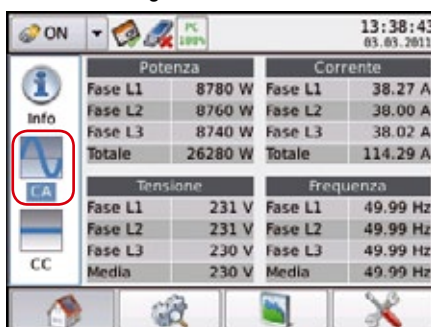 ON PC 100% 13:38:43
03.03.2011
Info
CA
CC
Potenza
Fase L1 8780 W
Fase L2 8760 W
Fase L3 8740 W
Totale 26280 W
Corrente
Fase L1 38.27 A
Fase L2 38.00 A
Fase L3 38.02 A
Totale 114.29 A
Tensione
Fase L1 231 V
Fase L2 231 V
Fase L3 230 V
Media 230 V
Frequenza
Fase L1 49.99 Hz
Fase L2 49.99 Hz
Fase L3 49.99 Hz
Media 49.99 Hz